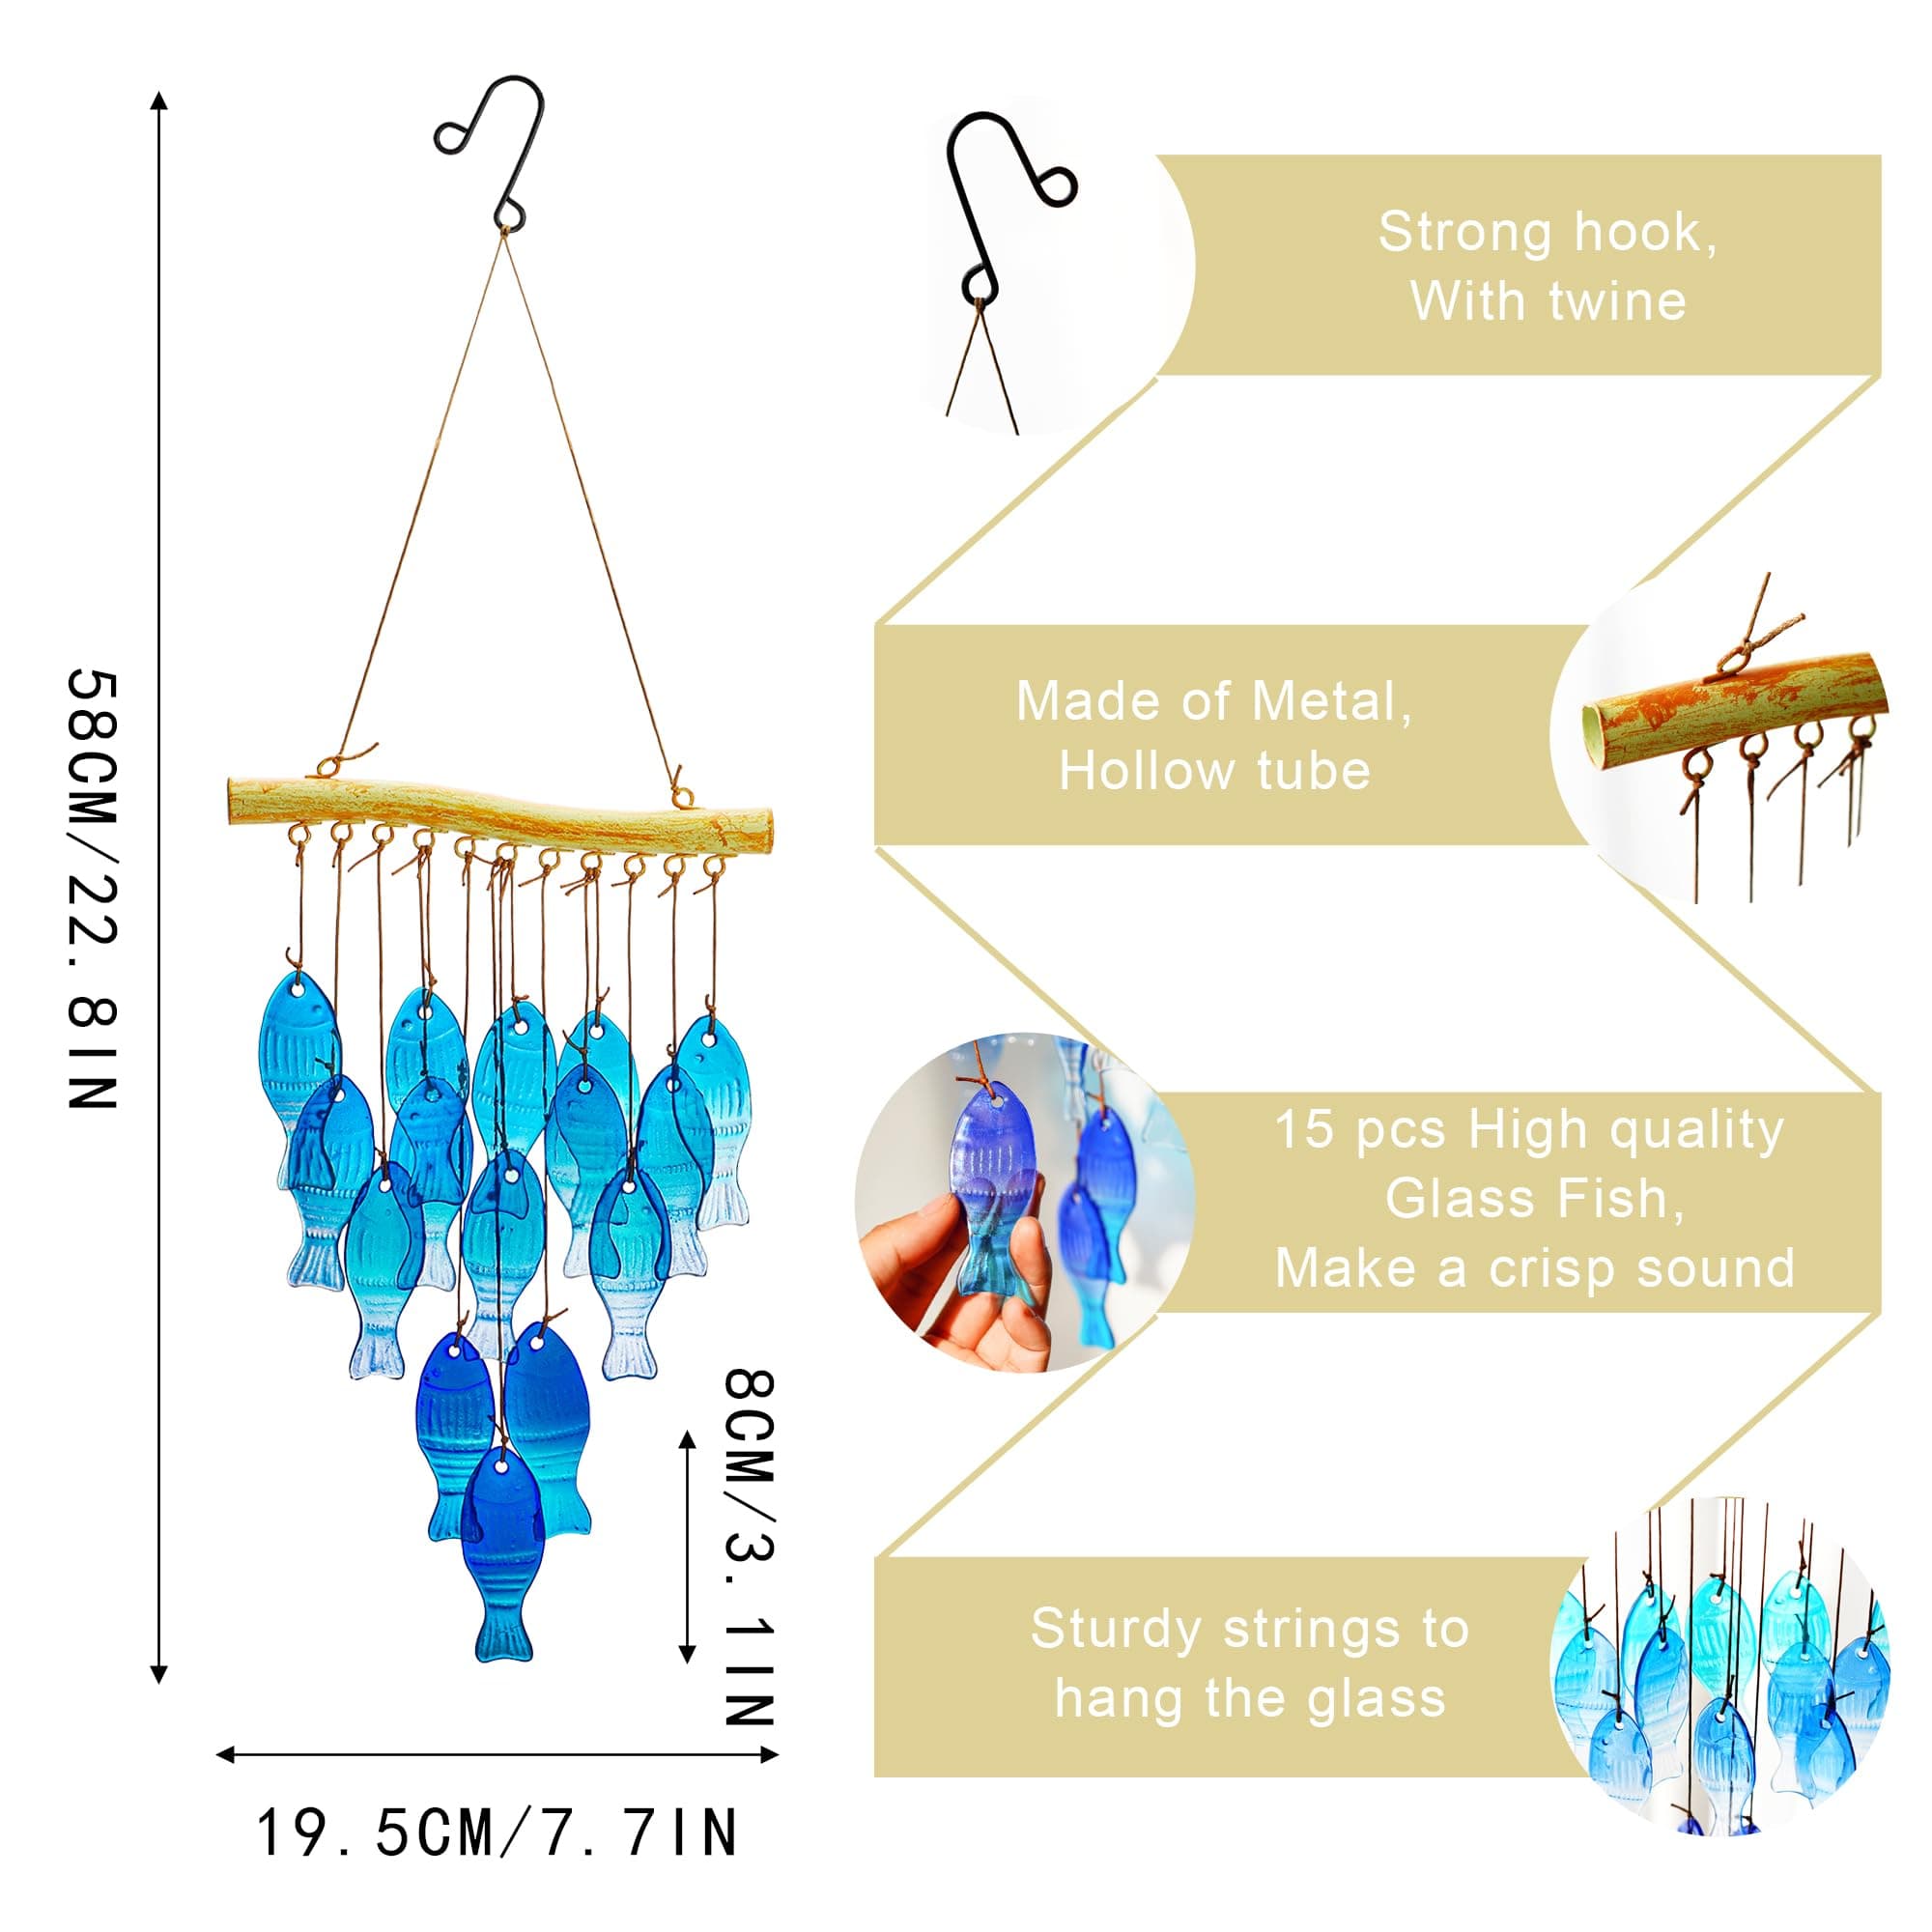 58CM/22.8IN
8CM/3.1IN
19.5CM/7.7IN
Strong hook,
With twine
Made of Metal,
Hollow tube
15 pcs High quality
Glass Fish,
Make a crisp sound
Sturdy strings to
hang the glass